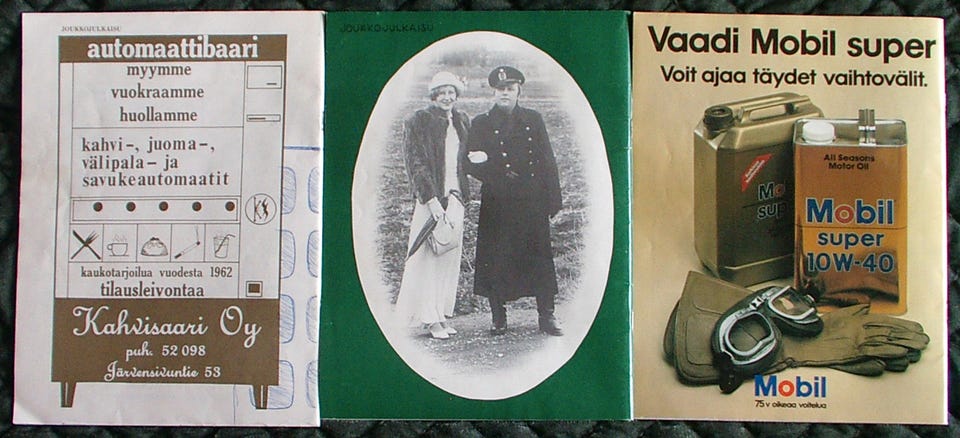 JOUKKOJULKAISU
automaattibaari
myymme
vuokraamme
huollamme
kahvi-, juoma-,
välipala- ja
savukeautomaatit
kaukotarjoilua vuodesta 1962
tilausleivontaa
Kahvisaari Oy
puh. 52 098
Järvensivuntie 53
JOUKKOJULKAISU
Vaadi Mobil super
Voit ajaa täydet vaihtovälit.
Mo
sup
All Seasons
Motor Oil
Mobil
super
10W-40
Mobil
75 v oikeaa voitelua